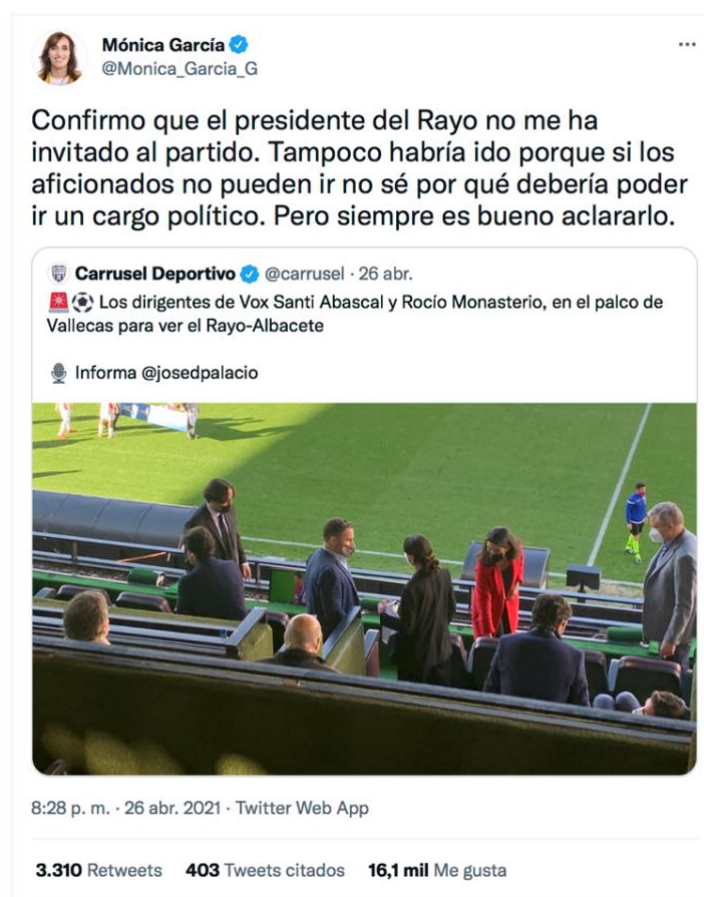 Mónica García
@Monica_Garcia_G
Confirmo que el presidente del Rayo no me ha
invitado al partido. Tampoco habría ido porque si los
aficionados no pueden ir no sé por qué debería poder
ir un cargo político. Pero siempre es bueno aclararlo.
Carrusel Deportivo @carrusel · 26 abr.
🚨⚽ Los dirigentes de Vox Santi Abascal y Rocío Monasterio, en el palco de
Vallecas para ver el Rayo-Albacete
🎙️ Informa @josedpalacio
8:28 p. m. · 26 abr. 2021 · Twitter Web App
3.310 Retweets 403 Tweets citados 16,1 mil Me gusta